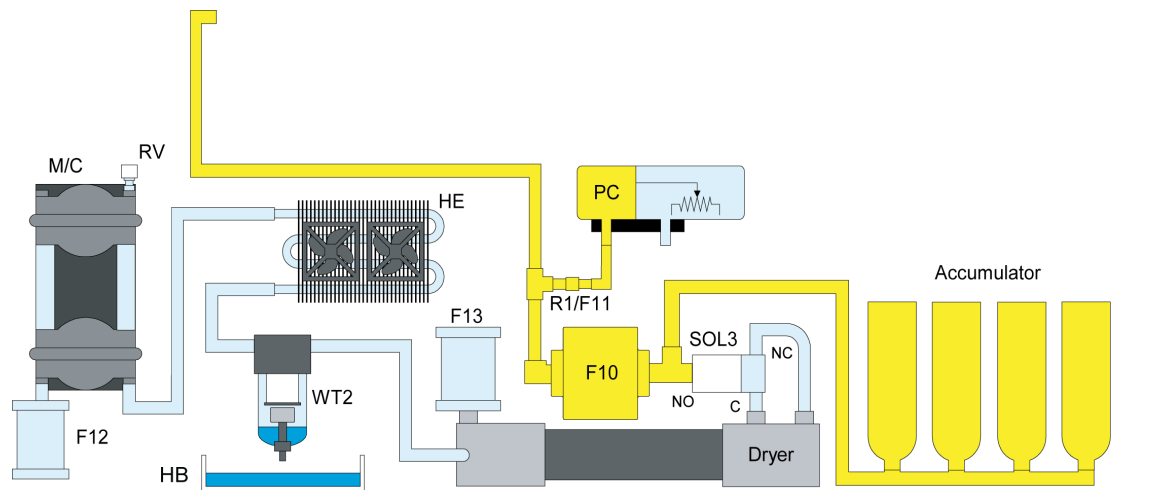 M/C
RV
HE
PC
R1/F11
Accumulator
F13
SOL3
NC
F10
NO
C
WT2
F12
HB
Dryer